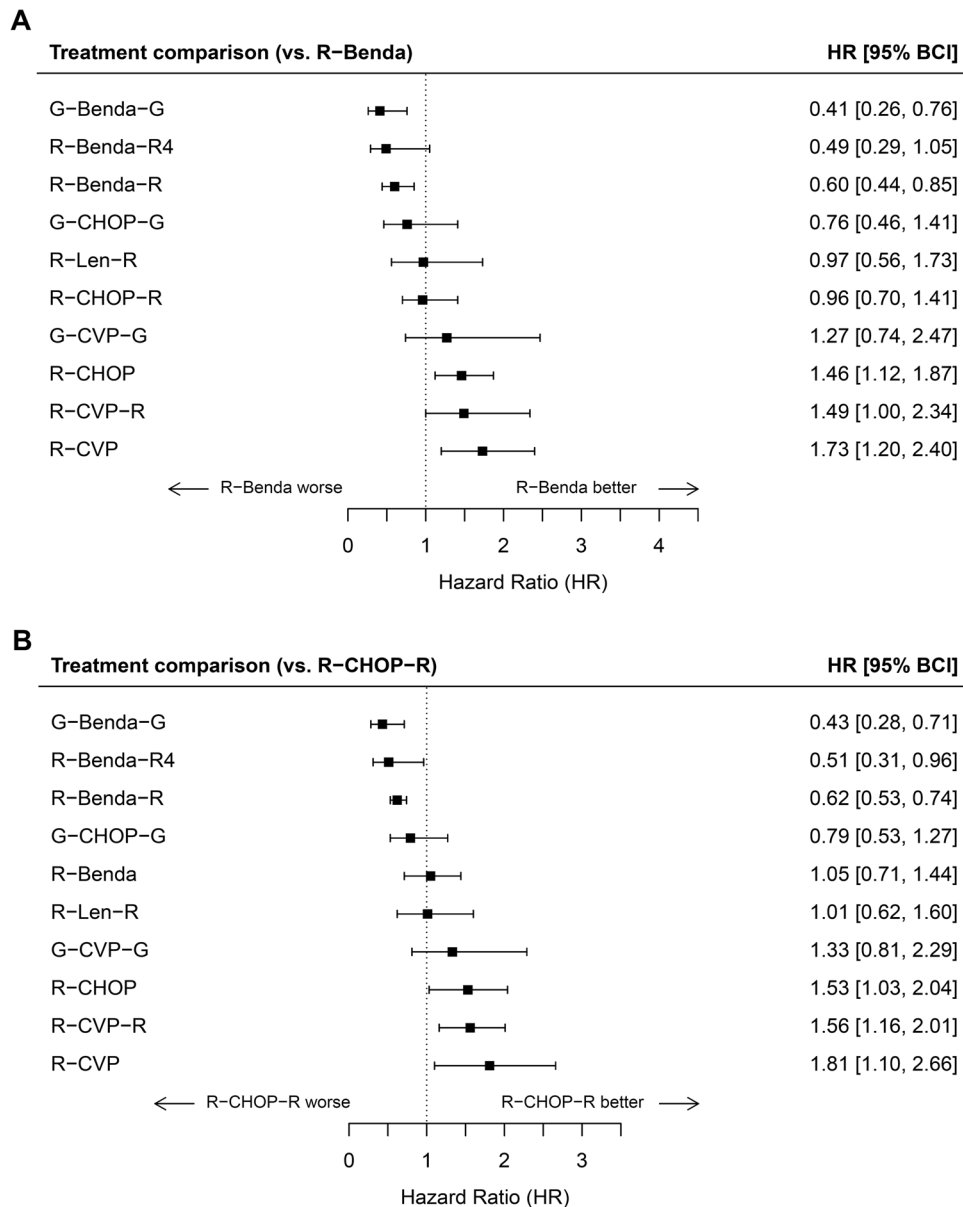 A
Treatment comparison (vs. R−Benda) HR [95% BCI]
G−Benda−G 0.41 [0.26, 0.76]
R−Benda−R4 0.49 [0.29, 1.05]
R−Benda−R 0.60 [0.44, 0.85]
G−CHOP−G 0.76 [0.46, 1.41]
R−Len−R 0.97 [0.56, 1.73]
R−CHOP−R 0.96 [0.70, 1.41]
G−CVP−G 1.27 [0.74, 2.47]
R−CHOP 1.46 [1.12, 1.87]
R−CVP−R 1.49 [1.00, 2.34]
R−CVP 1.73 [1.20, 2.40]
R−Benda worse R−Benda better
0 1 2 3 4
Hazard Ratio (HR)
B
Treatment comparison (vs. R−CHOP−R) HR [95% BCI]
G−Benda−G 0.43 [0.28, 0.71]
R−Benda−R4 0.51 [0.31, 0.96]
R−Benda−R 0.62 [0.53, 0.74]
G−CHOP−G 0.79 [0.53, 1.27]
R−Benda 1.05 [0.71, 1.44]
R−Len−R 1.01 [0.62, 1.60]
G−CVP−G 1.33 [0.81, 2.29]
R−CHOP 1.53 [1.03, 2.04]
R−CVP−R 1.56 [1.16, 2.01]
R−CVP 1.81 [1.10, 2.66]
R−CHOP−R worse R−CHOP−R better
0 1 2 3
Hazard Ratio (HR)